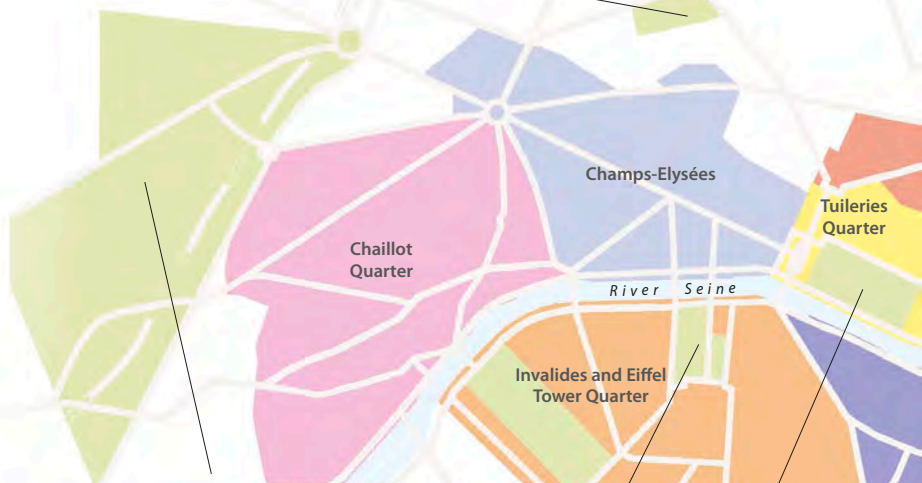 Champs-Elysées
Tuileries
Quarter
Chaillot
Quarter
River Seine
Invalides and Eiffel
Tower Quarter